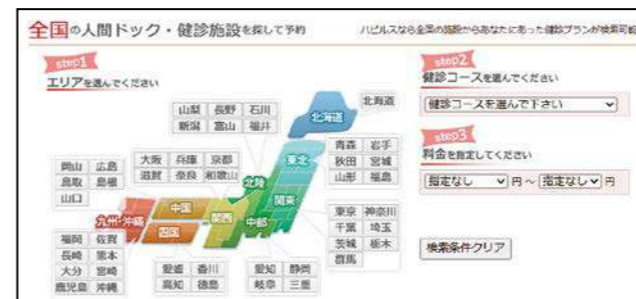 全国の人間ドック・健診施設を探して予約
ハピルスなら全国の施設からあなたにあった健診プランが検索可能
step1
エリアを選んでください
山梨 長野 石川
新潟 富山 福井
北海道
北海道
青森 岩手
秋田 宮城
山形 福島
東北
大阪 兵庫 京都
滋賀 奈良 和歌山
岡山 広島
鳥取 島根
山口
北陸
関東
東京 神奈川
千葉 埼玉
茨城 栃木
群馬
九州・沖縄
中国
四国
関西
中部
福岡 佐賀
長崎 熊本
大分 宮崎
鹿児島 沖縄
愛媛 香川
高知 徳島
愛知 静岡
岐阜 三重
step2
健診コースを選んでください
健診コースを選んで下さい
step3
料金を指定してください
指定なし 円 ~ 指定なし 円
検索条件クリア